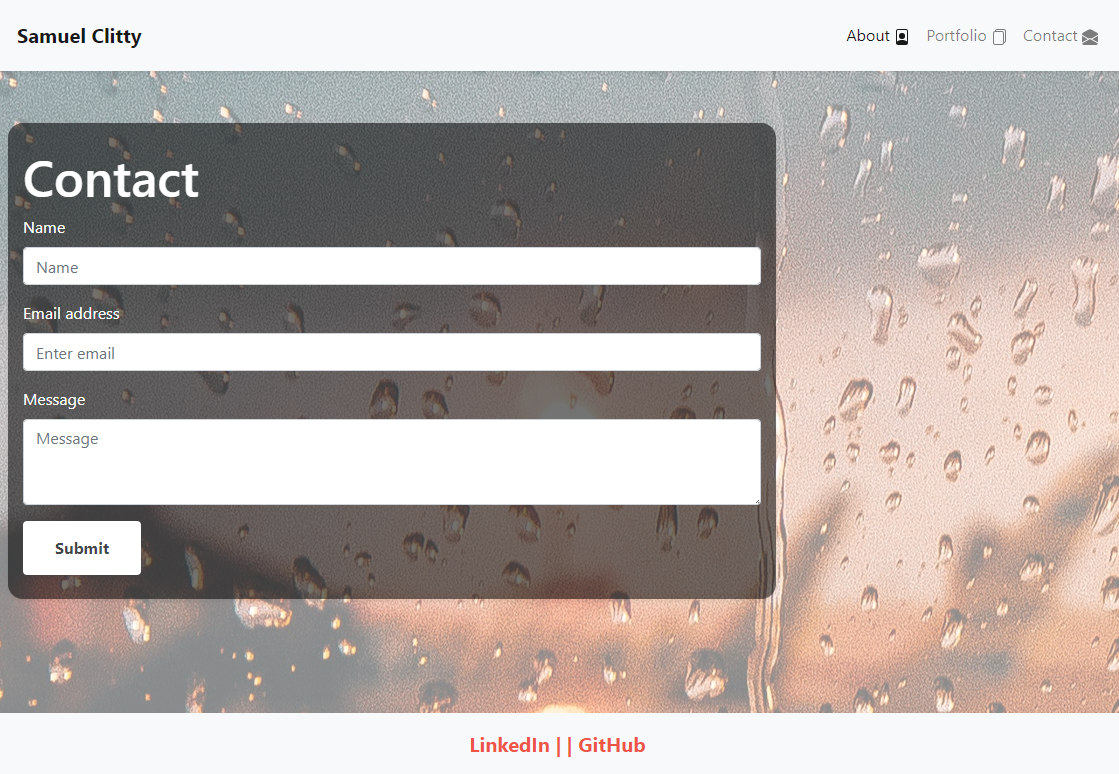 Samuel Clitty
About Portfolio Contact
Contact
Name
Name
Email address
Enter email
Message
Message
Submit
LinkedIn | | GitHub